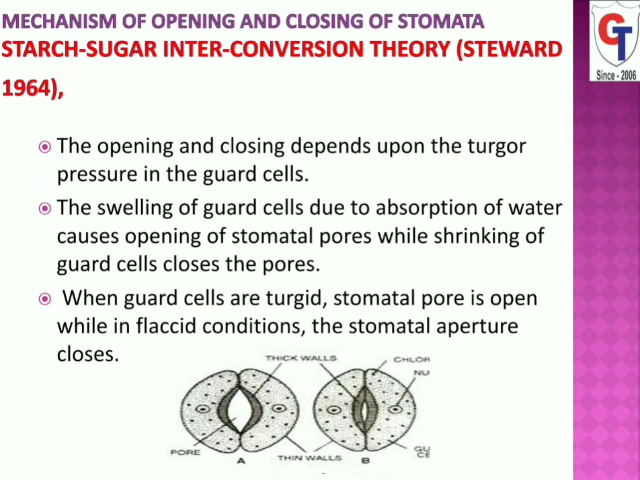 MECHANISM OF OPENING AND CLOSING OF STOMATA
STARCH-SUGAR INTER-CONVERSION THEORY (STEWARD
1964),
GT
Since - 2006
The opening and closing depends upon the turgor
pressure in the guard cells.
The swelling of guard cells due to absorption of water
causes opening of stomatal pores while shrinking of
guard cells closes the pores.
When guard cells are turgid, stomatal pore is open
while in flaccid conditions, the stomatal aperture
closes.
THICK WALLS
CHLOR
NU
PORE
A
THIN WALLS
B
GU
CE